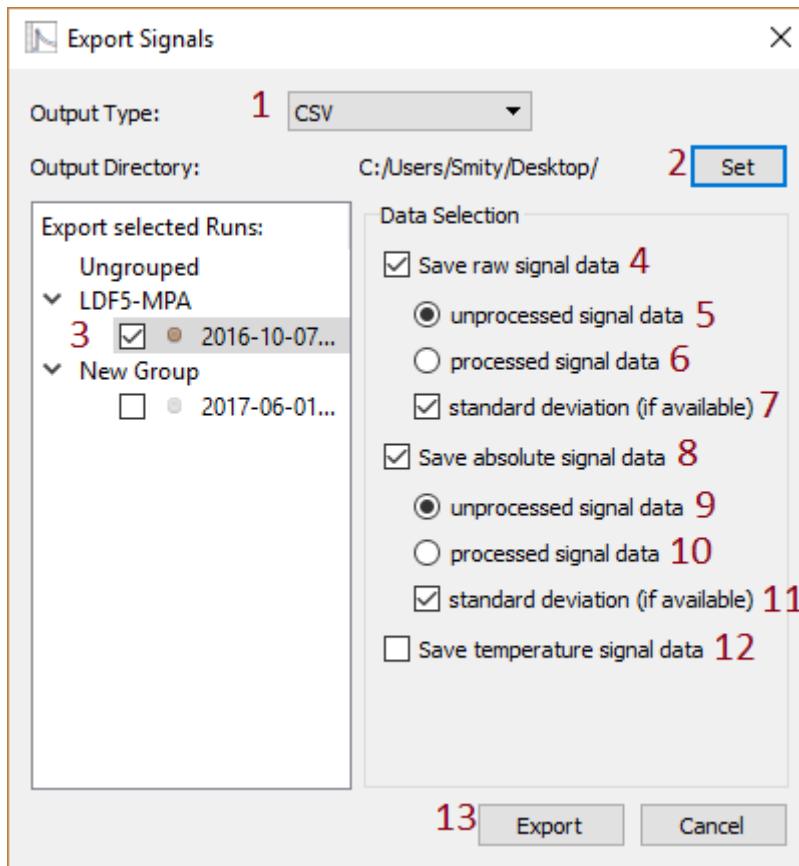 Export Signals
Output Type: 1 CSV
Output Directory: C:/Users/Smity/Desktop/ 2 Set
Export selected Runs:
Ungrouped
LDF5-MPA
3 2016-10-07...
New Group
2017-06-01...
Data Selection
Save raw signal data 4
unprocessed signal data 5
processed signal data 6
standard deviation (if available) 7
Save absolute signal data 8
unprocessed signal data 9
processed signal data 10
standard deviation (if available) 11
Save temperature signal data 12
13 Export Cancel